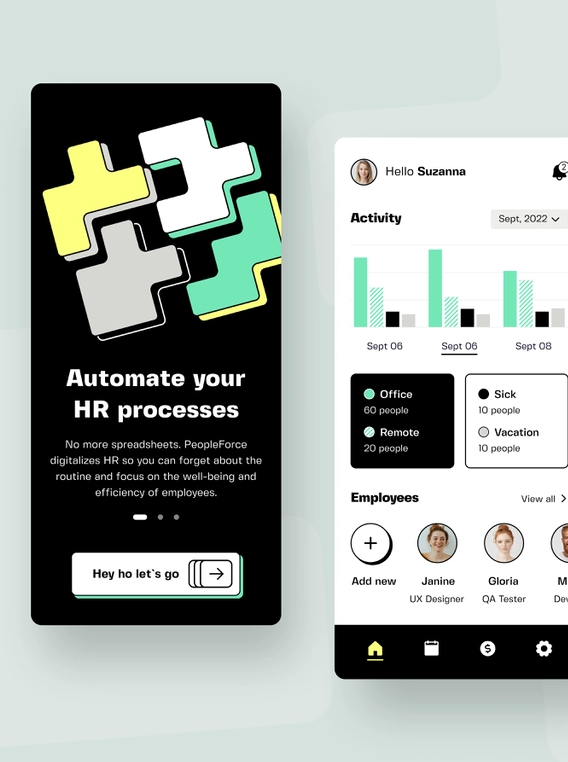 Automate your
HR processes
No more spreadsheets. PeopleForce
digitalizes HR so you can forget about the
routine and focus on the well-being and
efficiency of employees.
Hey ho let`s go
Hello Suzanna
2
Activity
Sept, 2022
Sept 06
Sept 06
Sept 08
Office
60 people
Remote
20 people
Sick
10 people
Vacation
10 people
Employees
View all
Add new
Janine
UX Designer
Gloria
QA Tester
M
Dev
$